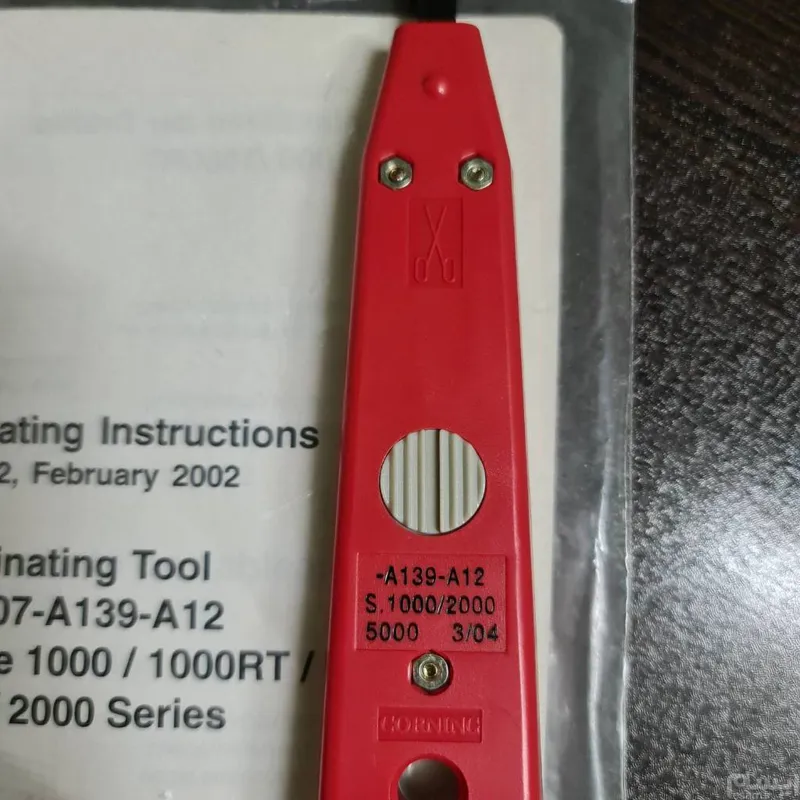 ating Instructions
2, February 2002
inating Tool
07-A139-A12
e 1000 / 1000RT /
/ 2000 Series
-A139-A12
S.1000/2000
5000 3/04
CORNING